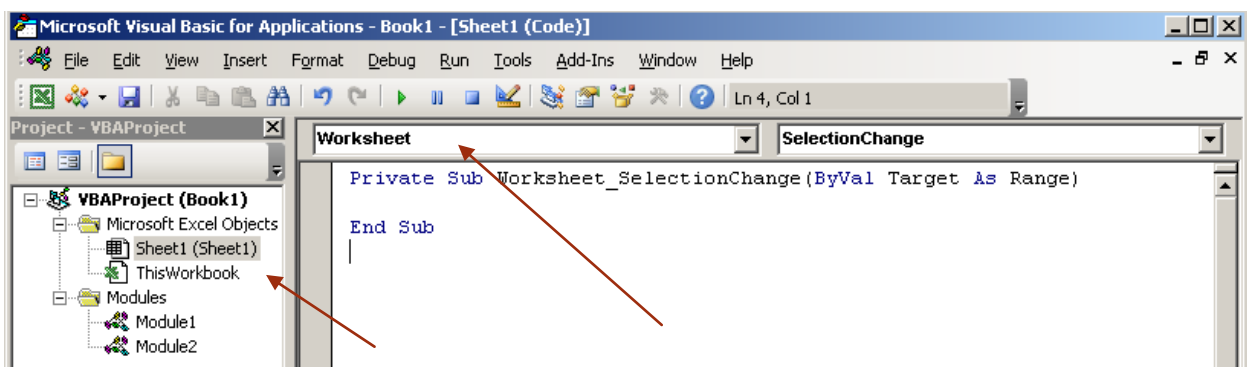 Microsoft Visual Basic for Applications - Book1 - [Sheet1 (Code)]
File Edit View Insert Format Debug Run Tools Add-Ins Window Help
Ln 4, Col 1
Project - VBAProject
Worksheet SelectionChange
Private Sub Worksheet_SelectionChange(ByVal Target As Range)
End Sub
VBAProject (Book1)
Microsoft Excel Objects
Sheet1 (Sheet1)
ThisWorkbook
Modules
Module1
Module2